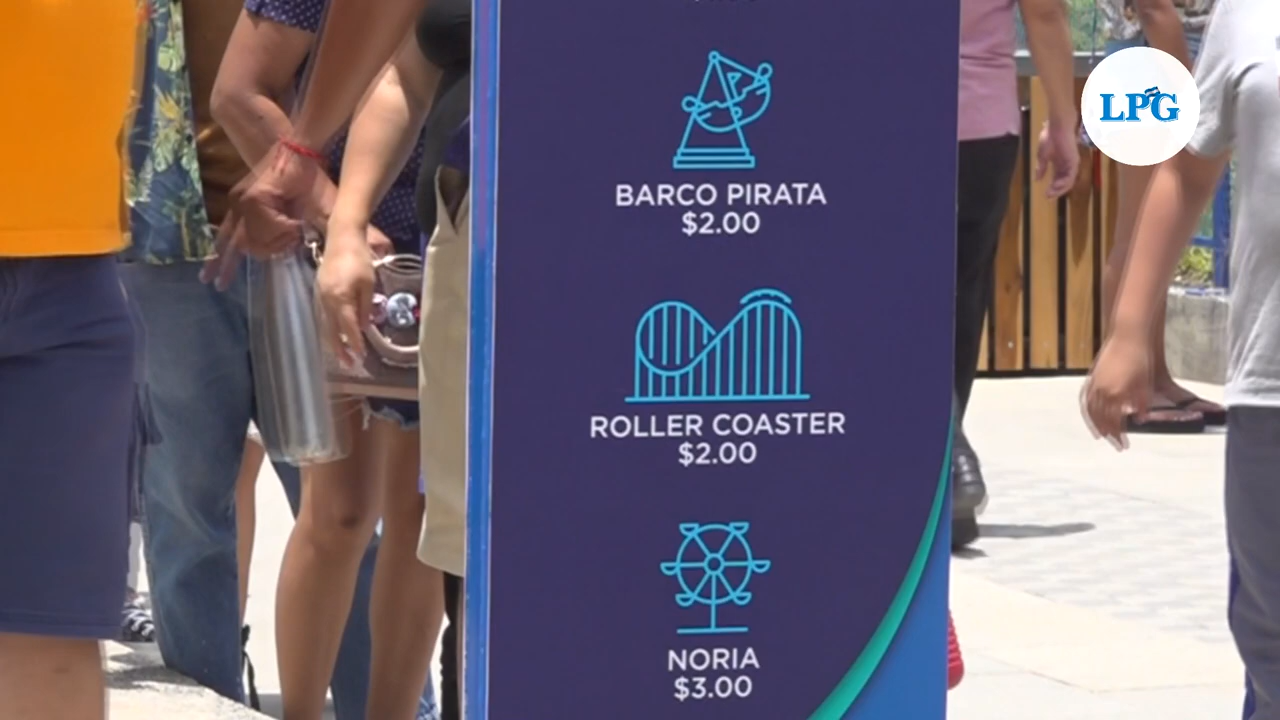 LPG
BARCO PIRATA
$2.00
ROLLER COASTER
$2.00
NORIA
$3.00